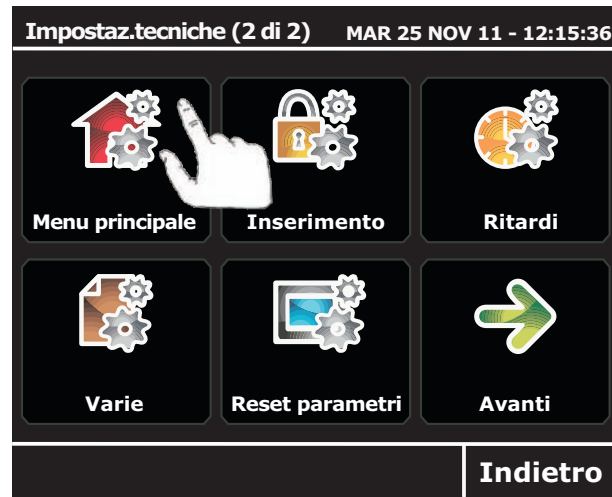 Impostaz.tecniche (2 di 2) MAR 25 NOV 11 - 12:15:36
Menu principale Inserimento Ritardi
Varie Reset parametri Avanti
Indietro